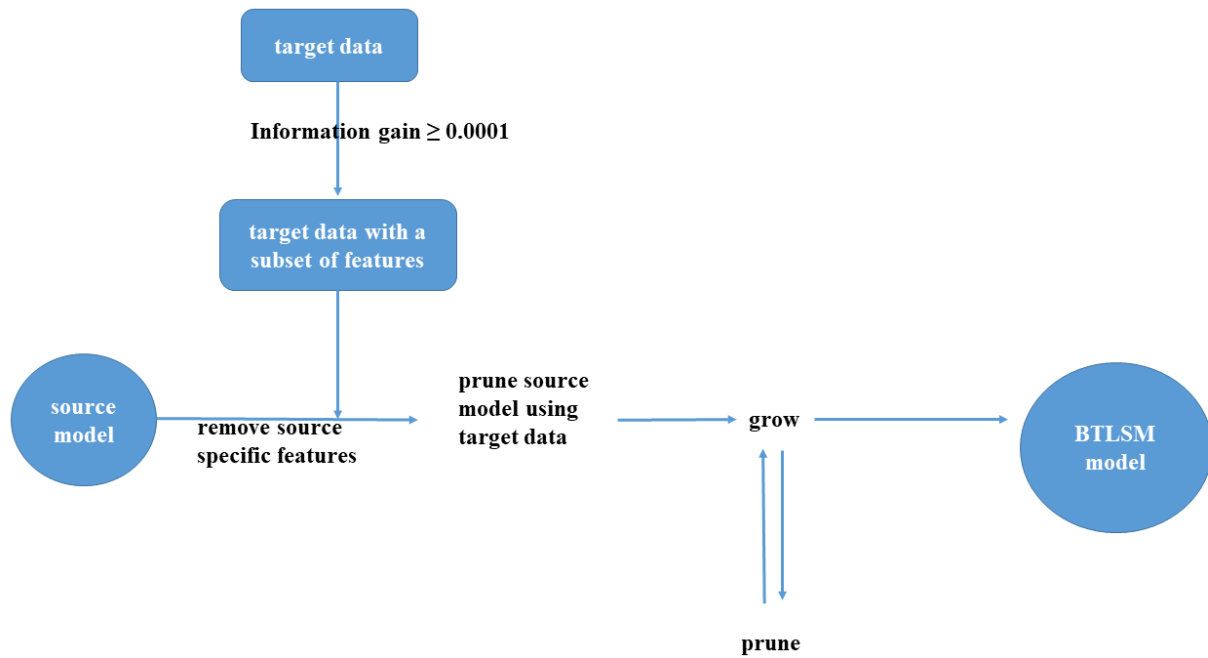 target data
Information gain ≥ 0.0001
target data with a
subset of features
source
model
remove source
specific features
prune source
model using
target data
grow
BTLSM
model
prune